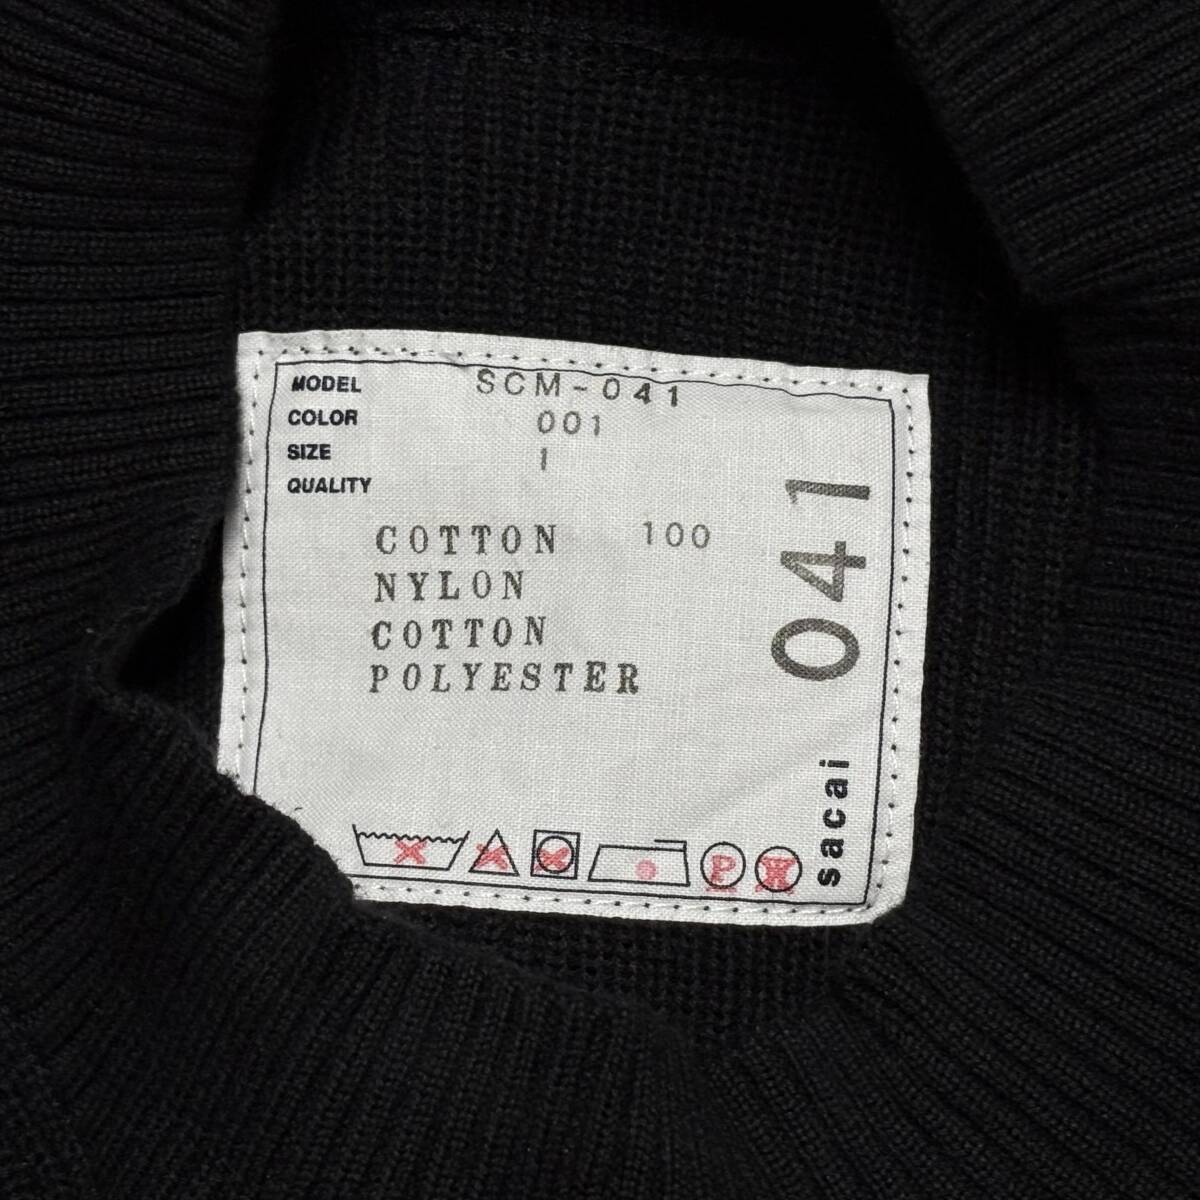 MODEL SCM-041
COLOR 001
SIZE 1
QUALITY
COTTON 100
NYLON
COTTON
POLYESTER
041
sacai
P
W